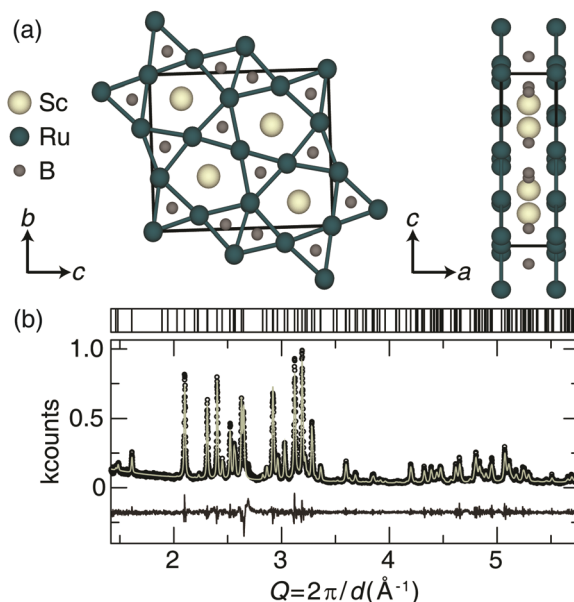 (a)
Sc
Ru
B
b
c
c
a
(b)
1.0
0.5
0
kcounts
2 3 4 5
Q=2π/d(Å⁻¹)